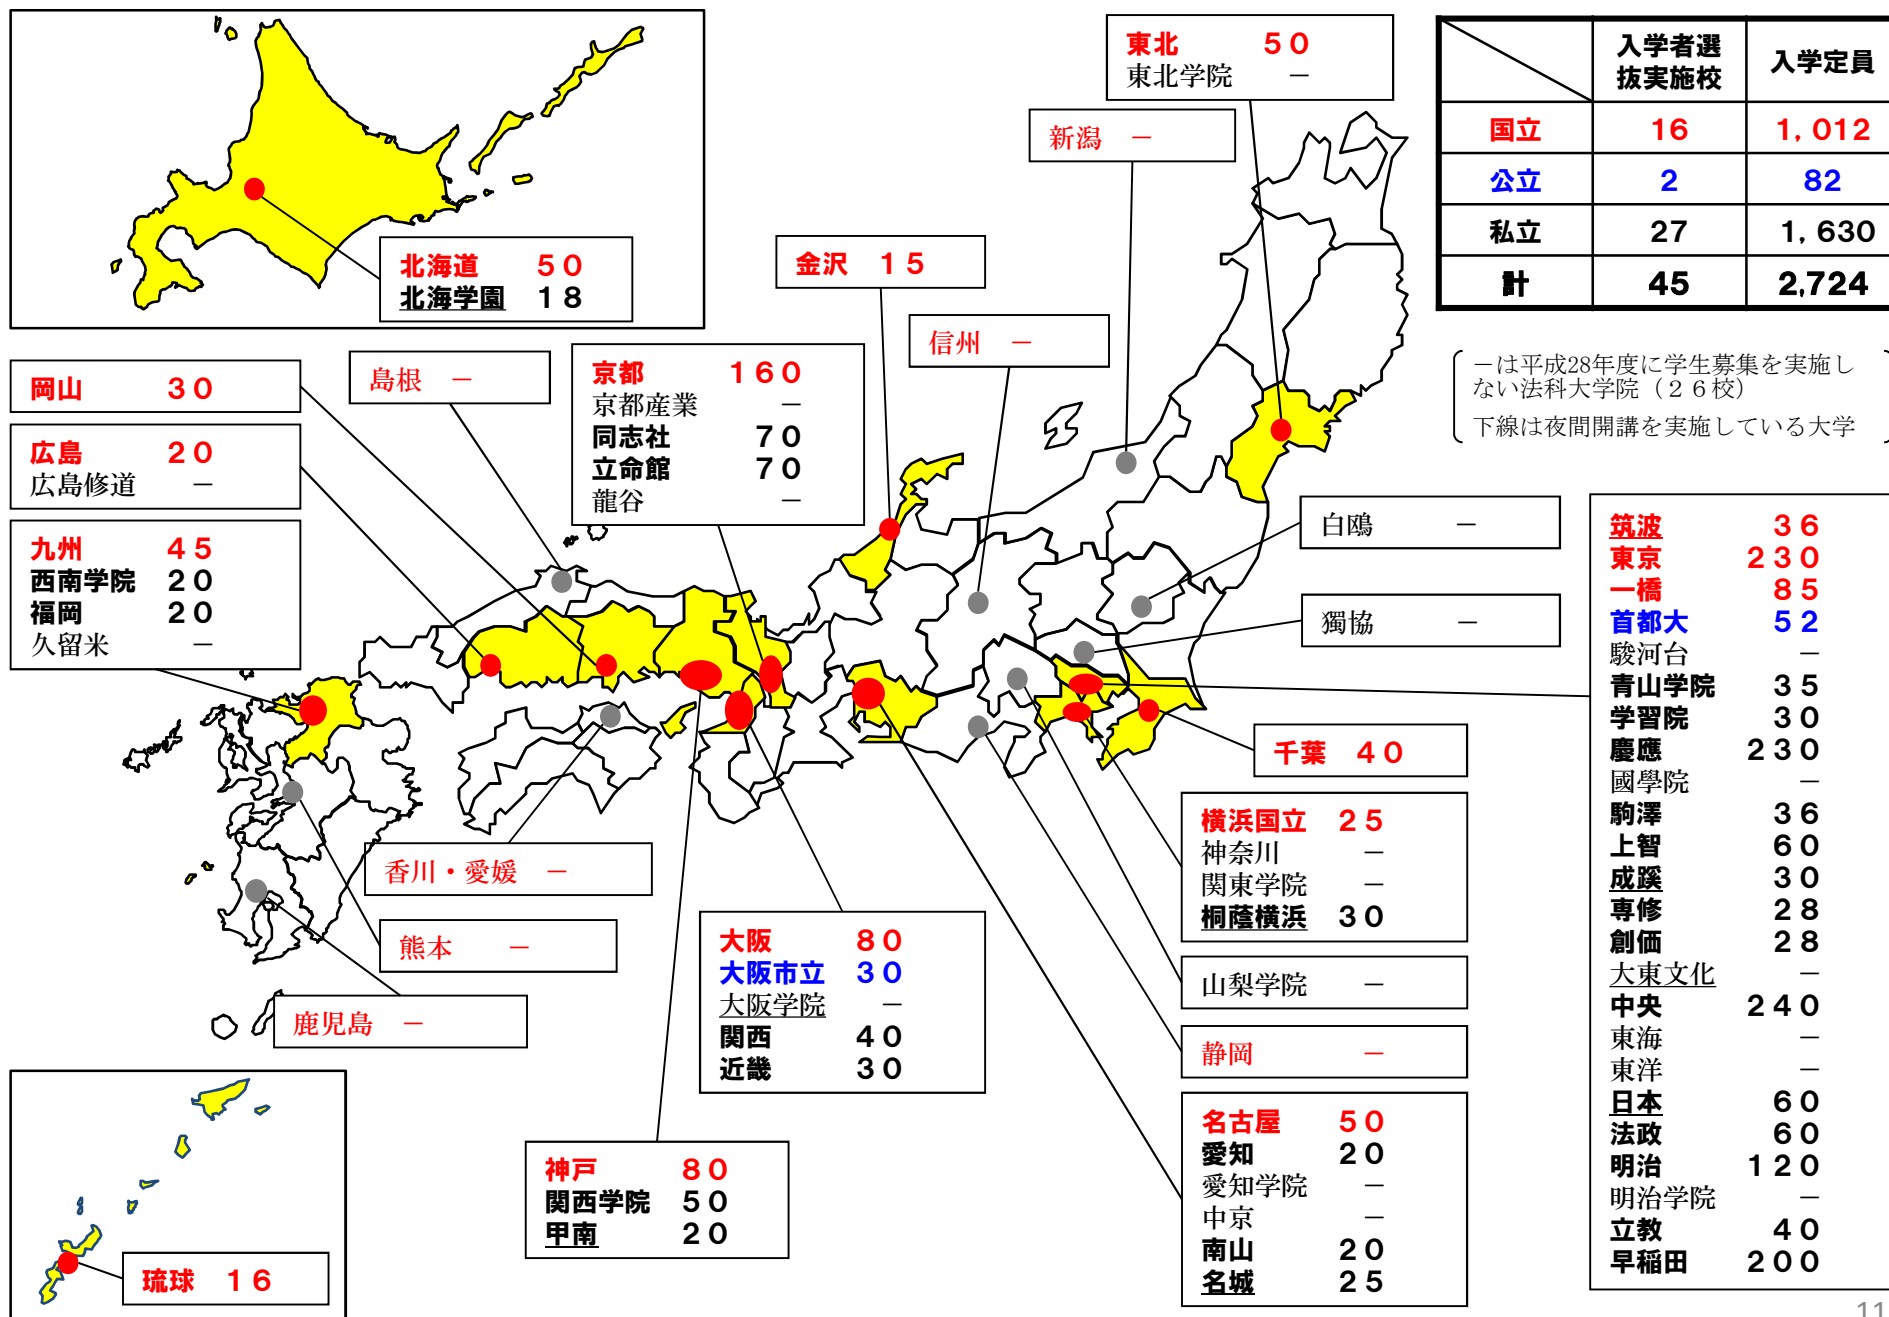 東北 50
東北学院 －
新潟 －
入学者選抜実施校 入学定員
国立 16 1,012
公立 2 82
私立 27 1,630
計 45 2,724
－は平成28年度に学生募集を実施し
ない法科大学院（２６校）
下線は夜間開講を実施している大学
北海道 50
北海学園 18
金沢 15
信州 －
岡山 30
島根 －
京都 160
京都産業 －
同志社 70
立命館 70
龍谷 －
広島 20
広島修道 －
九州 45
西南学院 20
福岡 20
久留米 －
白鴎 －
獨協 －
筑波 36
東京 230
一橋 85
首都大 52
駿河台 －
青山学院 35
学習院 30
慶應 230
國學院 －
駒澤 36
上智 60
成蹊 30
専修 28
創価 28
大東文化 －
中央 240
東海 －
東洋 －
日本 60
法政 60
明治 120
明治学院 －
立教 40
早稲田 200
千葉 40
横浜国立 25
神奈川 －
関東学院 －
桐蔭横浜 30
香川・愛媛 －
熊本 －
鹿児島 －
大阪 80
大阪市立 30
大阪学院 －
関西 40
近畿 30
山梨学院 －
静岡 －
名古屋 50
愛知 20
愛知学院 －
中京 －
南山 20
名城 25
神戸 80
関西学院 50
甲南 20
琉球 16
11